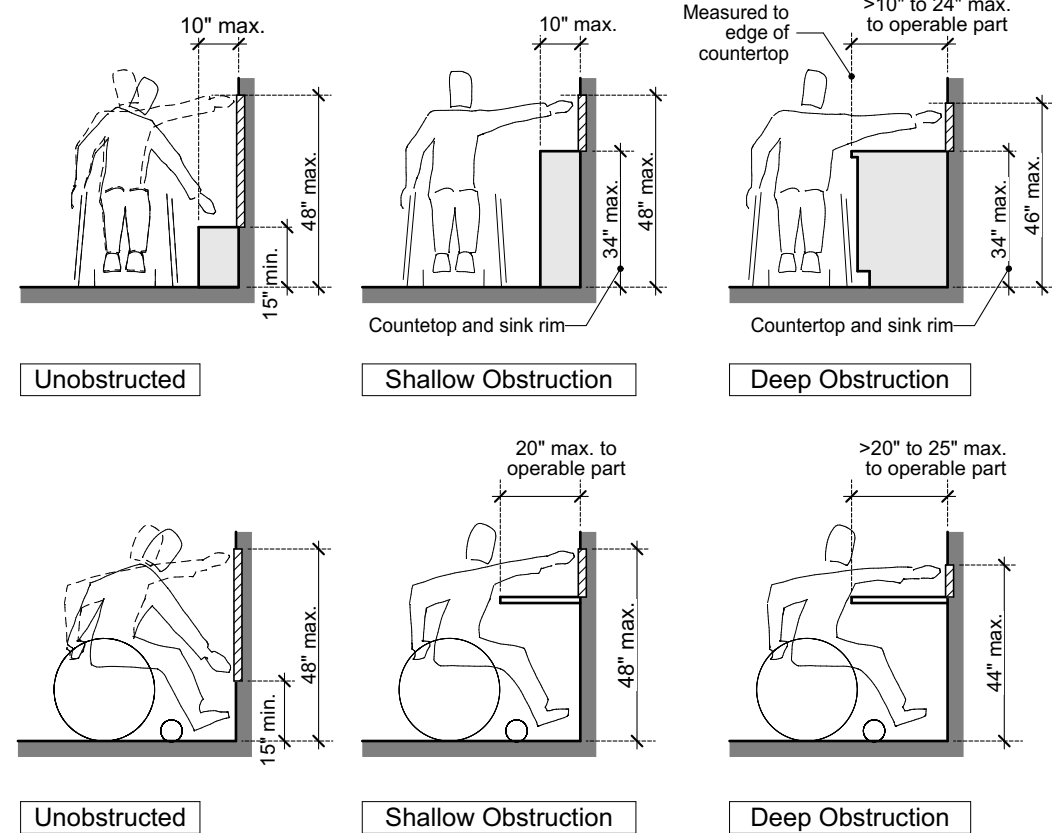 10" max.
48" max.
15" min.
Unobstructed
10" max.
34" max.
48" max.
Countetop and sink rim
Shallow Obstruction
Measured to
edge of
countertop
>10" to 24" max.
to operable part
34" max.
46" max.
Countertop and sink rim
Deep Obstruction
48" max.
15" min.
Unobstructed
20" max. to
operable part
48" max.
Shallow Obstruction
>20" to 25" max.
to operable part
44" max.
Deep Obstruction